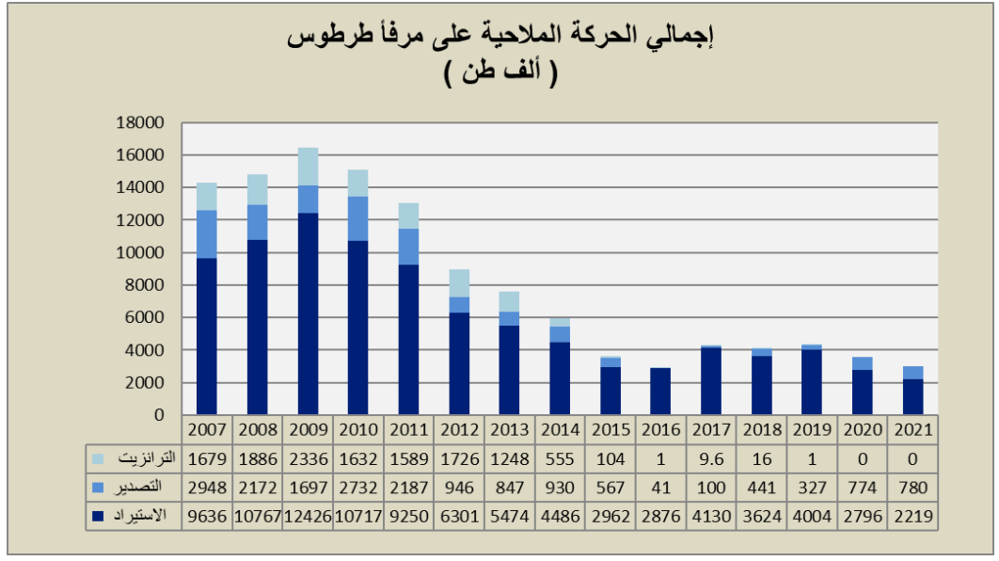 إجمالي الحركة الملاحية على مرفأ طرطوس
( ألف طن )
18000
16000
14000
12000
10000
8000
6000
4000
2000
0
2007 2008 2009 2010 2011 2012 2013 2014 2015 2016 2017 2018 2019 2020 2021
الترانزيت 1679 1886 2336 1632 1589 1726 1248 555 104 1 9.6 16 1 0 0
التصدير 2948 2172 1697 2732 2187 946 847 930 567 41 100 441 327 774 780
الاستيراد 9636 10767 12426 10717 9250 6301 5474 4486 2962 2876 4130 3624 4004 2796 2219